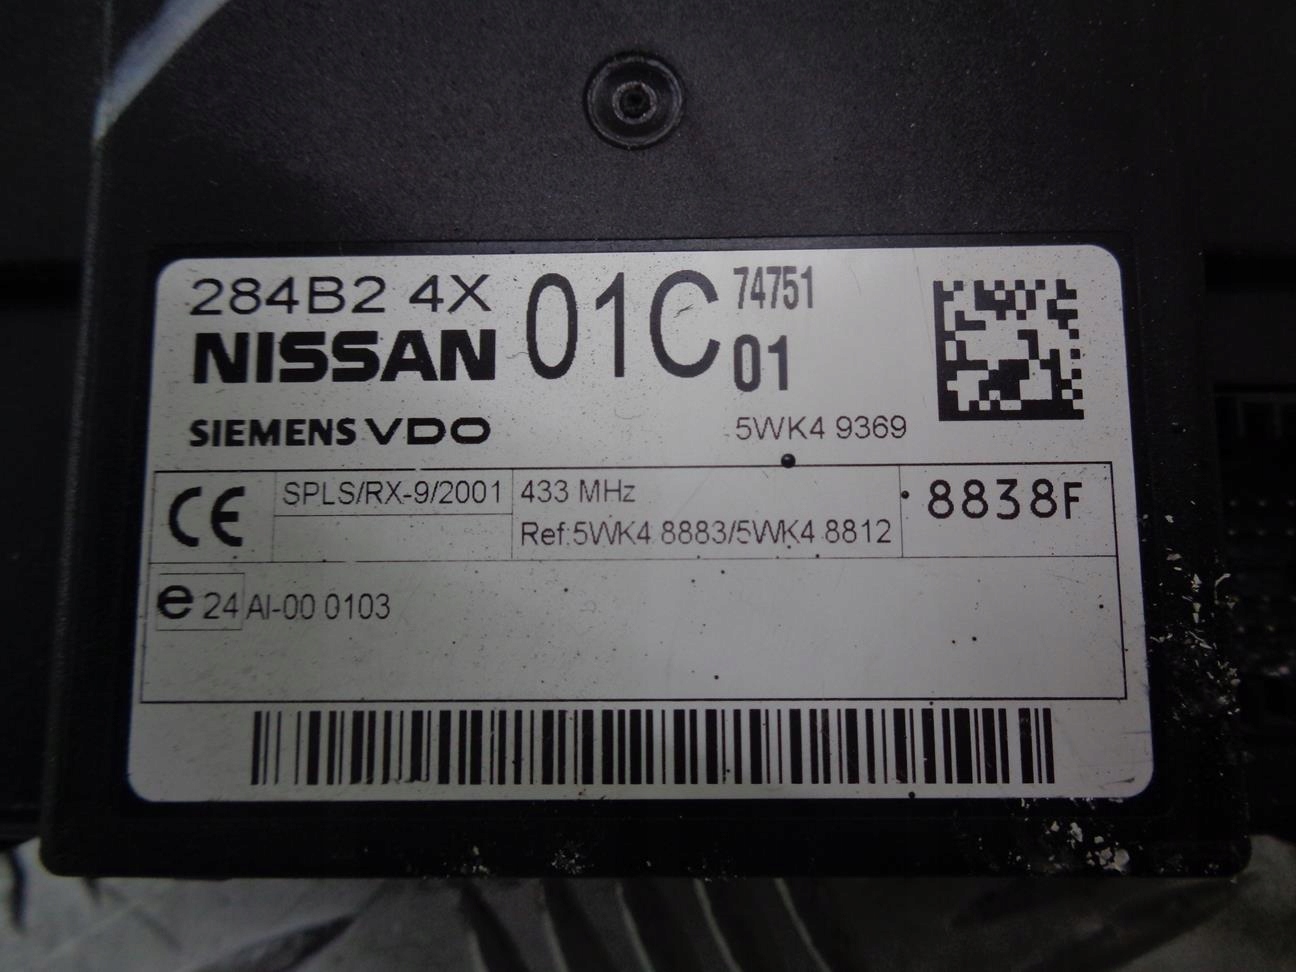 284B2 4X 01C 74751
NISSAN 01
SIEMENS VDO 5WK4 9369
CE SPLS/RX-9/2001 433 MHz 8838F
Ref:5WK4 8883/5WK4 8812
e 24 AI-00 0103